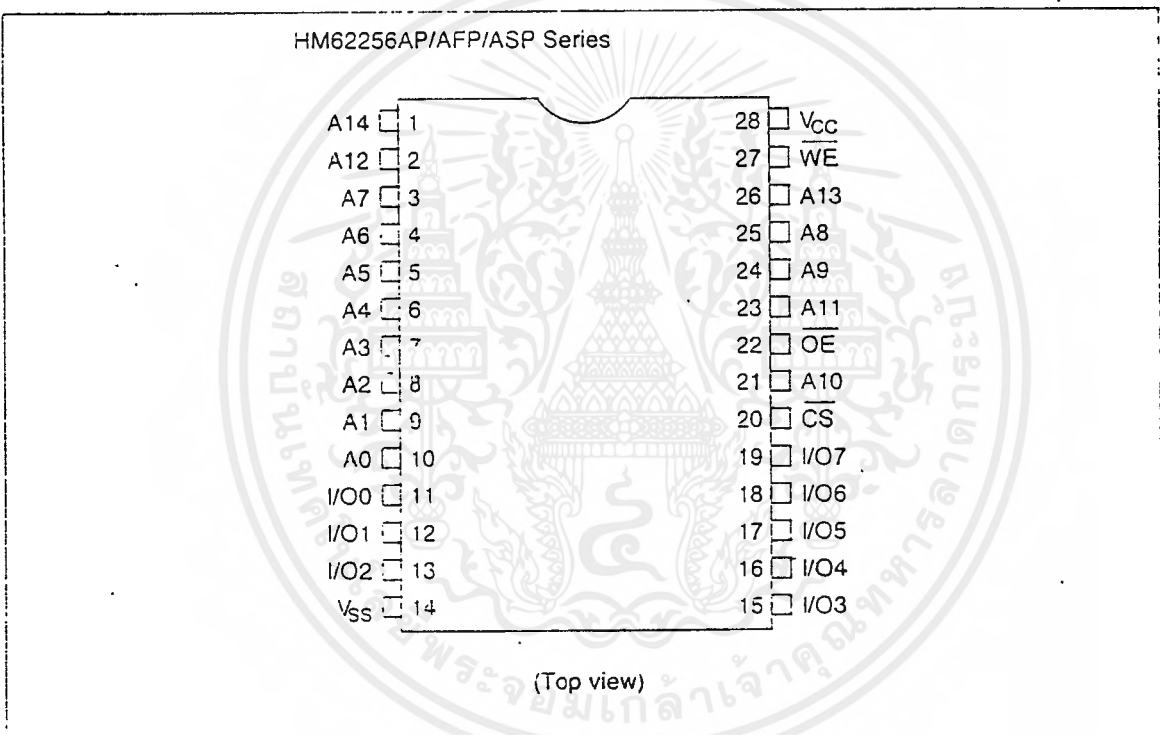 HM62256AP/AFP/ASP Series
A14 1
A12 2
A7 3
A6 4
A5 5
A4 6
A3 7
A2 8
A1 9
A0 10
I/O0 11
I/O1 12
I/O2 13
VSS 14
28 VCC
27 W̅E̅
26 A13
25 A8
24 A9
23 A11
22 O̅E̅
21 A10
20 C̅S̅
19 I/O7
18 I/O6
17 I/O5
16 I/O4
15 I/O3
(Top view)